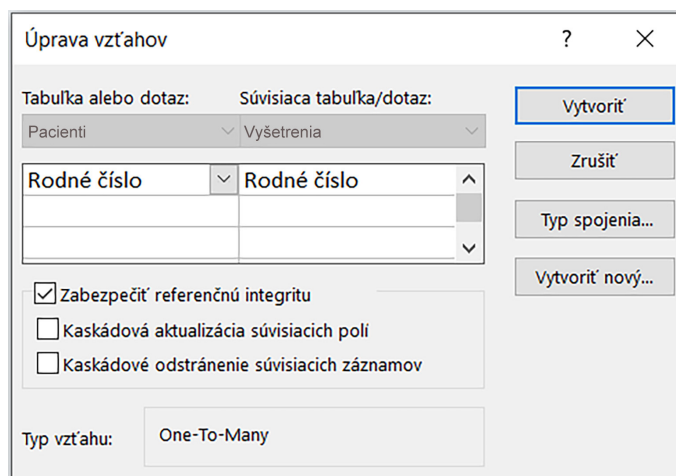 Úprava vzťahov ?
Tabuľka alebo dotaz: Súvisiaca tabuľka/dotaz:
Pacienti Vyšetrenia
Rodné číslo Rodné číslo
Zabezpečiť referenčnú integritu
Kaskádová aktualizácia súvisiacich polí
Kaskádové odstránenie súvisiacich záznamov
Typ vzťahu: One-To-Many
Vytvoriť
Zrušiť
Typ spojenia...
Vytvoriť nový...